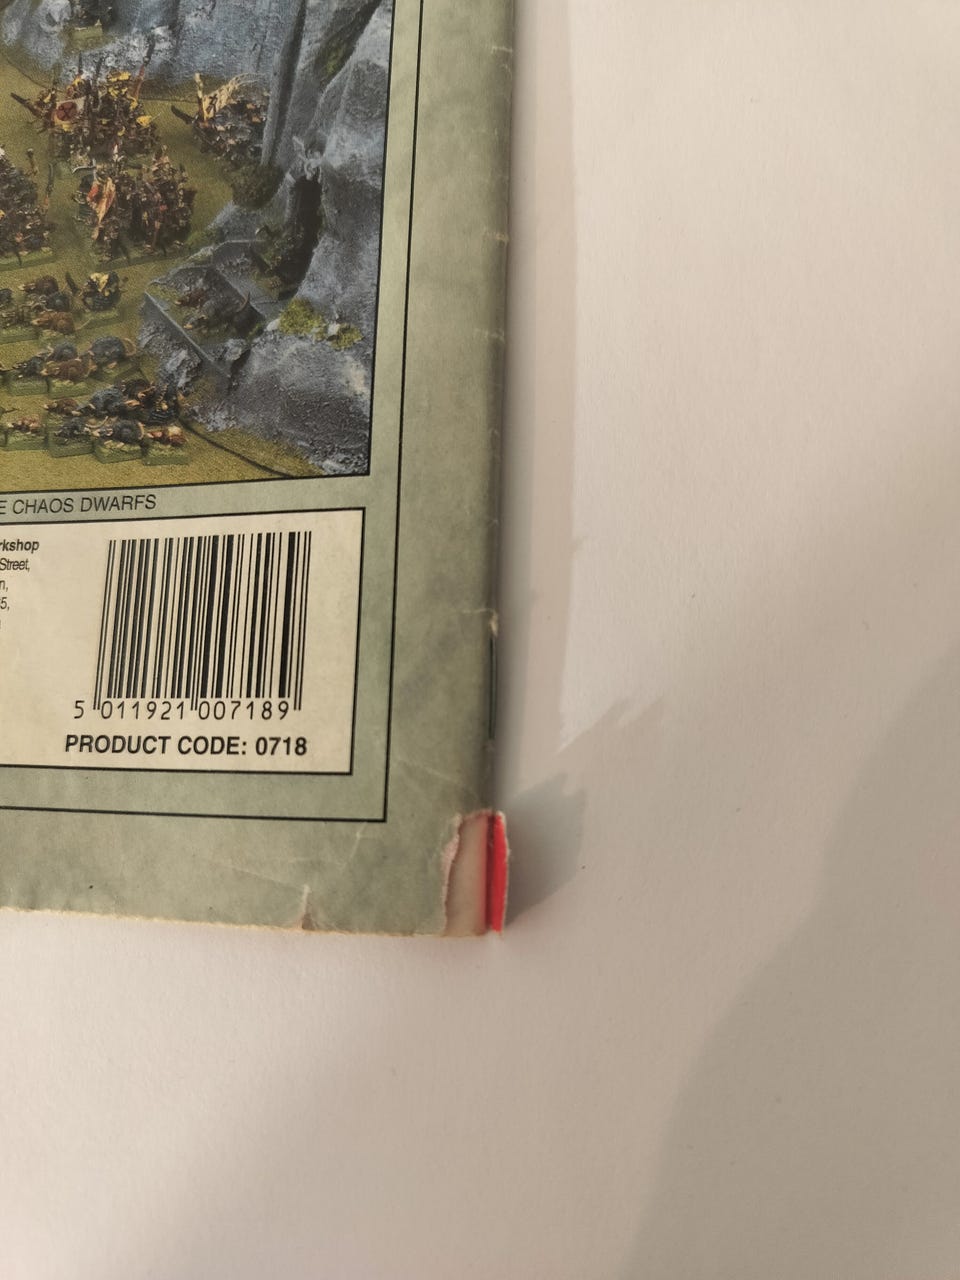 E CHAOS DWARFS
rkshop
Street,
n,
5,
5 011921 007189
PRODUCT CODE: 0718